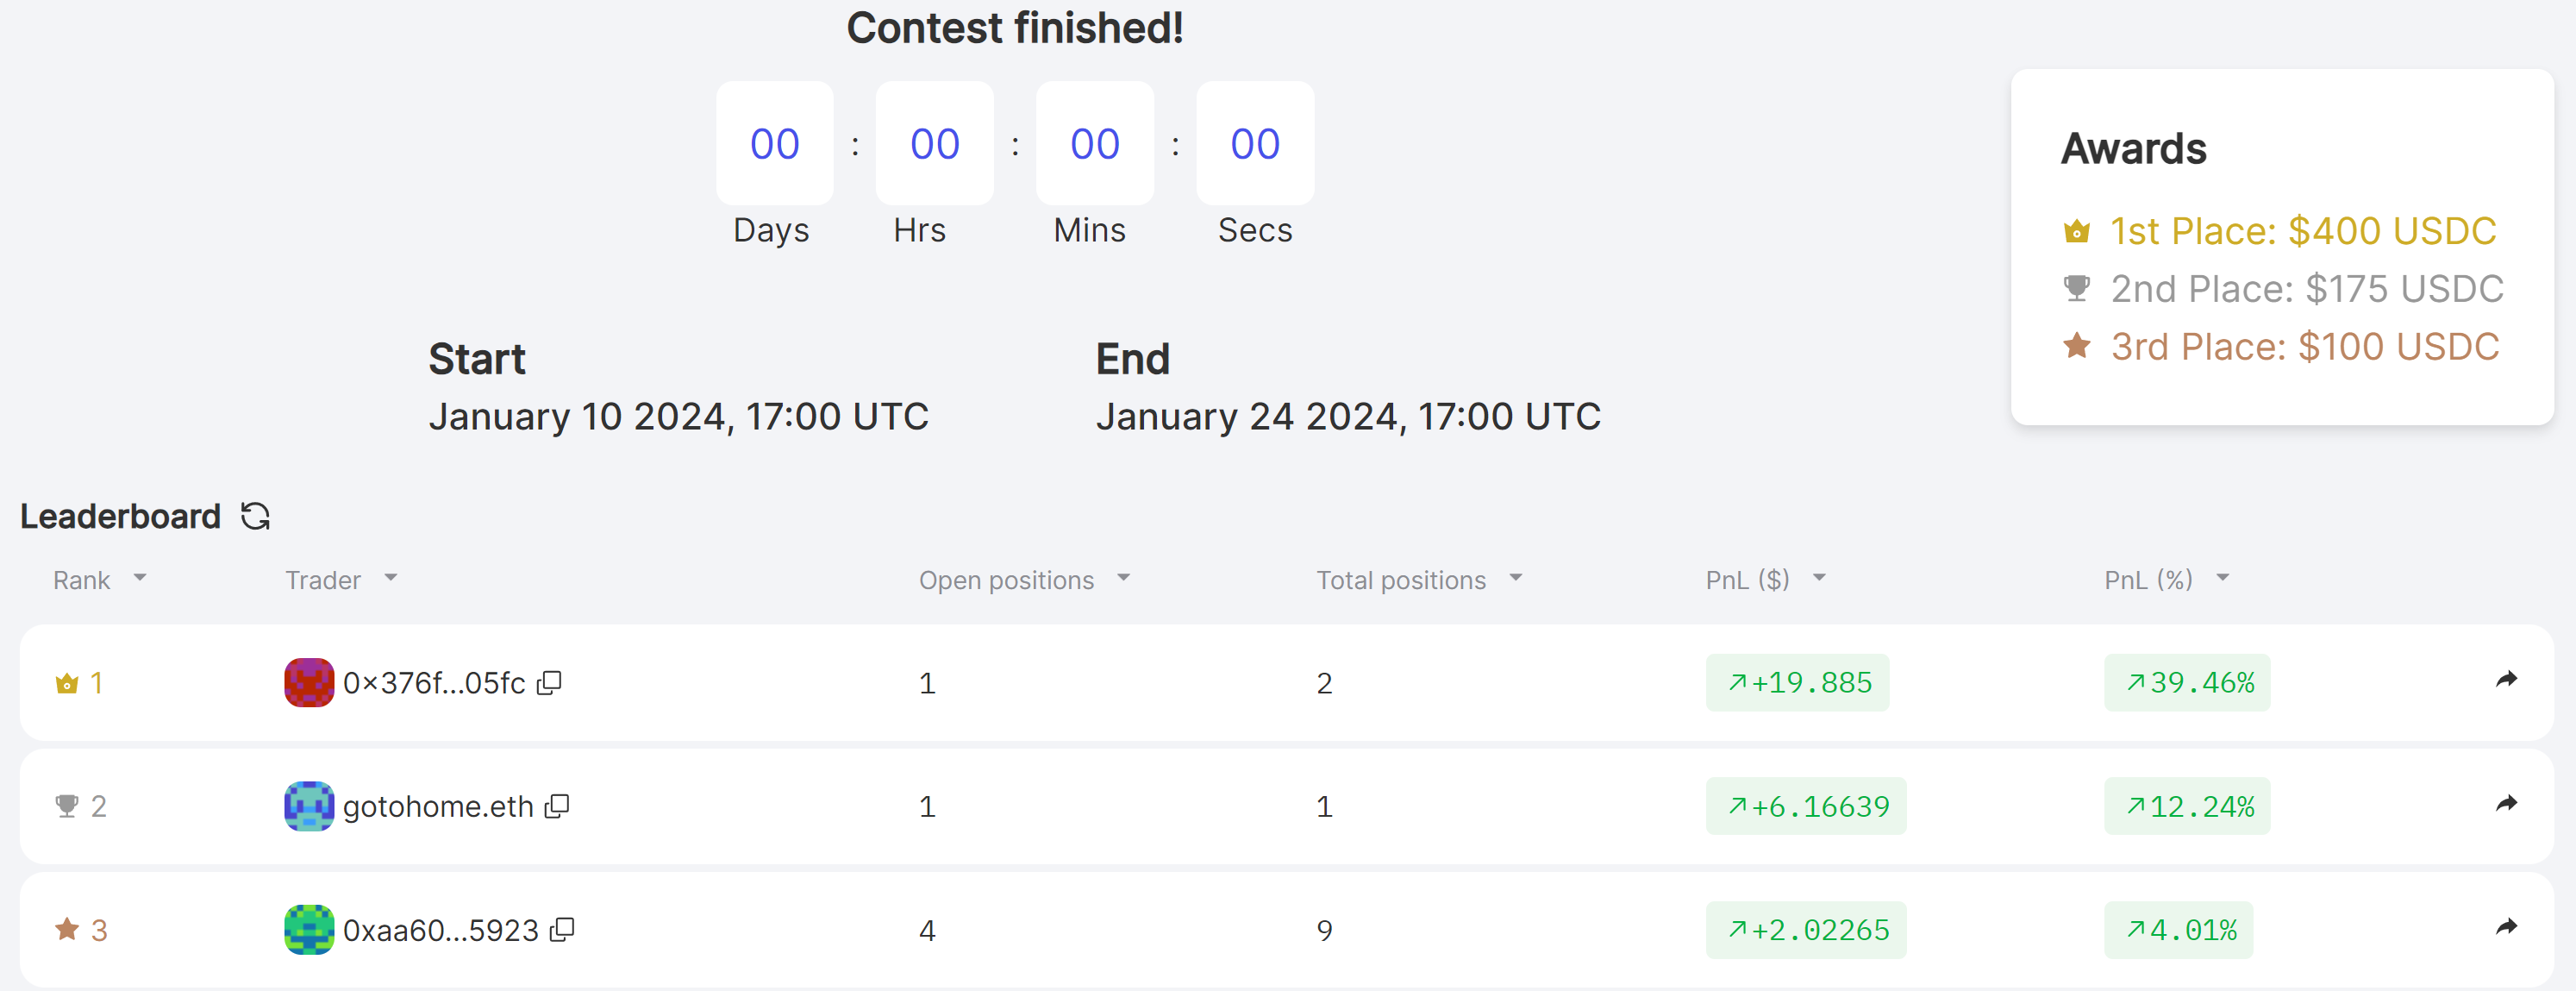 Contest finished!
00 : 00 : 00 : 00
Days Hrs Mins Secs
Awards
1st Place: $400 USDC
2nd Place: $175 USDC
3rd Place: $100 USDC
Start
January 10 2024, 17:00 UTC
End
January 24 2024, 17:00 UTC
Leaderboard
Rank Trader Open positions Total positions PnL ($) PnL (%)
1 0×376f...05fc 1 2 +19.885 39.46%
2 gotohome.eth 1 1 +6.16639 12.24%
3 0xaa60...5923 4 9 +2.02265 4.01%